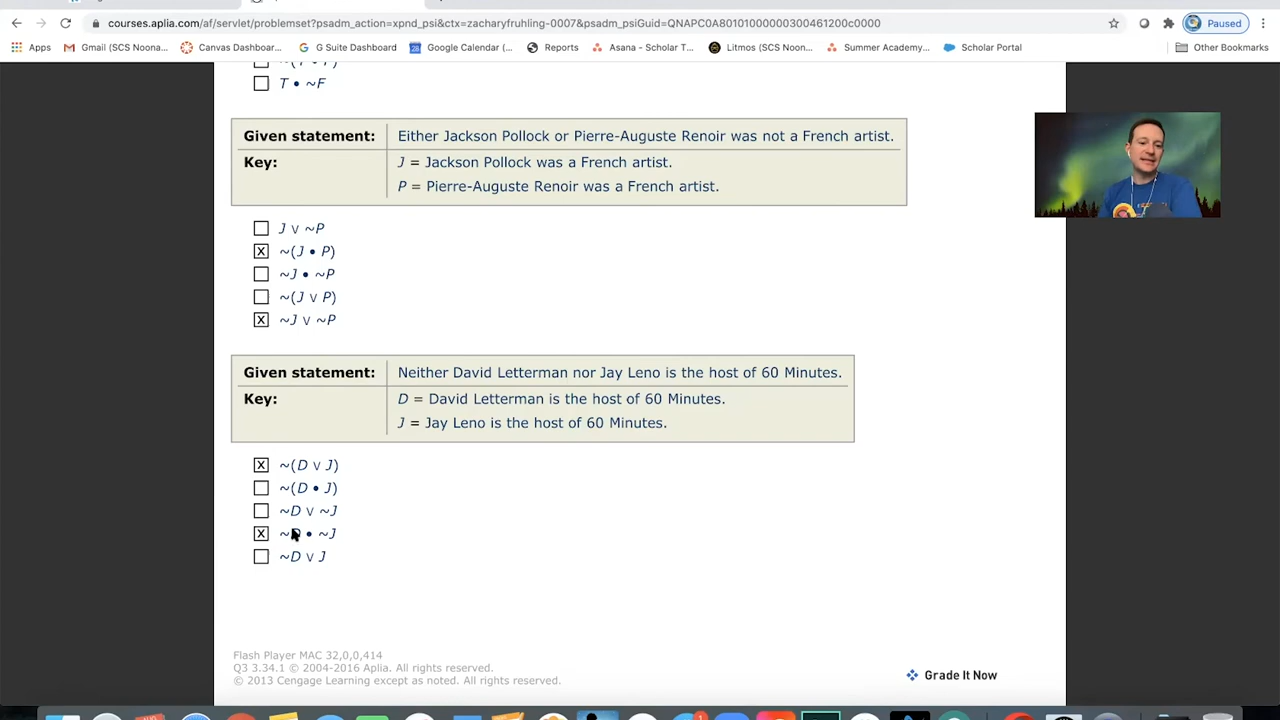 courses.aplia.com/af/servlet/problemset?psadm_action=xpnd_psi&ctx=zacharyfruhling-0007&psadm_psiGuid=QNAPC0A80101000000300461200c0000
Paused
Apps Gmail (SCS Noona... Canvas Dashboar... G Suite Dashboard Google Calendar (... Reports Asana - Scholar T... Litmos (SCS Noon... Summer Academy... Scholar Portal Other Bookmarks
T • ~F
Given statement: Either Jackson Pollock or Pierre-Auguste Renoir was not a French artist.
Key: J = Jackson Pollock was a French artist.
P = Pierre-Auguste Renoir was a French artist.
J ∨ ~P
X ~(J • P)
~J • ~P
~(J ∨ P)
X ~J ∨ ~P
Given statement: Neither David Letterman nor Jay Leno is the host of 60 Minutes.
Key: D = David Letterman is the host of 60 Minutes.
J = Jay Leno is the host of 60 Minutes.
X ~(D ∨ J)
~(D • J)
~D ∨ ~J
X ~D • ~J
~D ∨ J
Flash Player MAC 32,0,0,414
Q3 3.34.1 © 2004-2016 Aplia. All rights reserved.
© 2013 Cengage Learning except as noted. All rights reserved.
Grade It Now